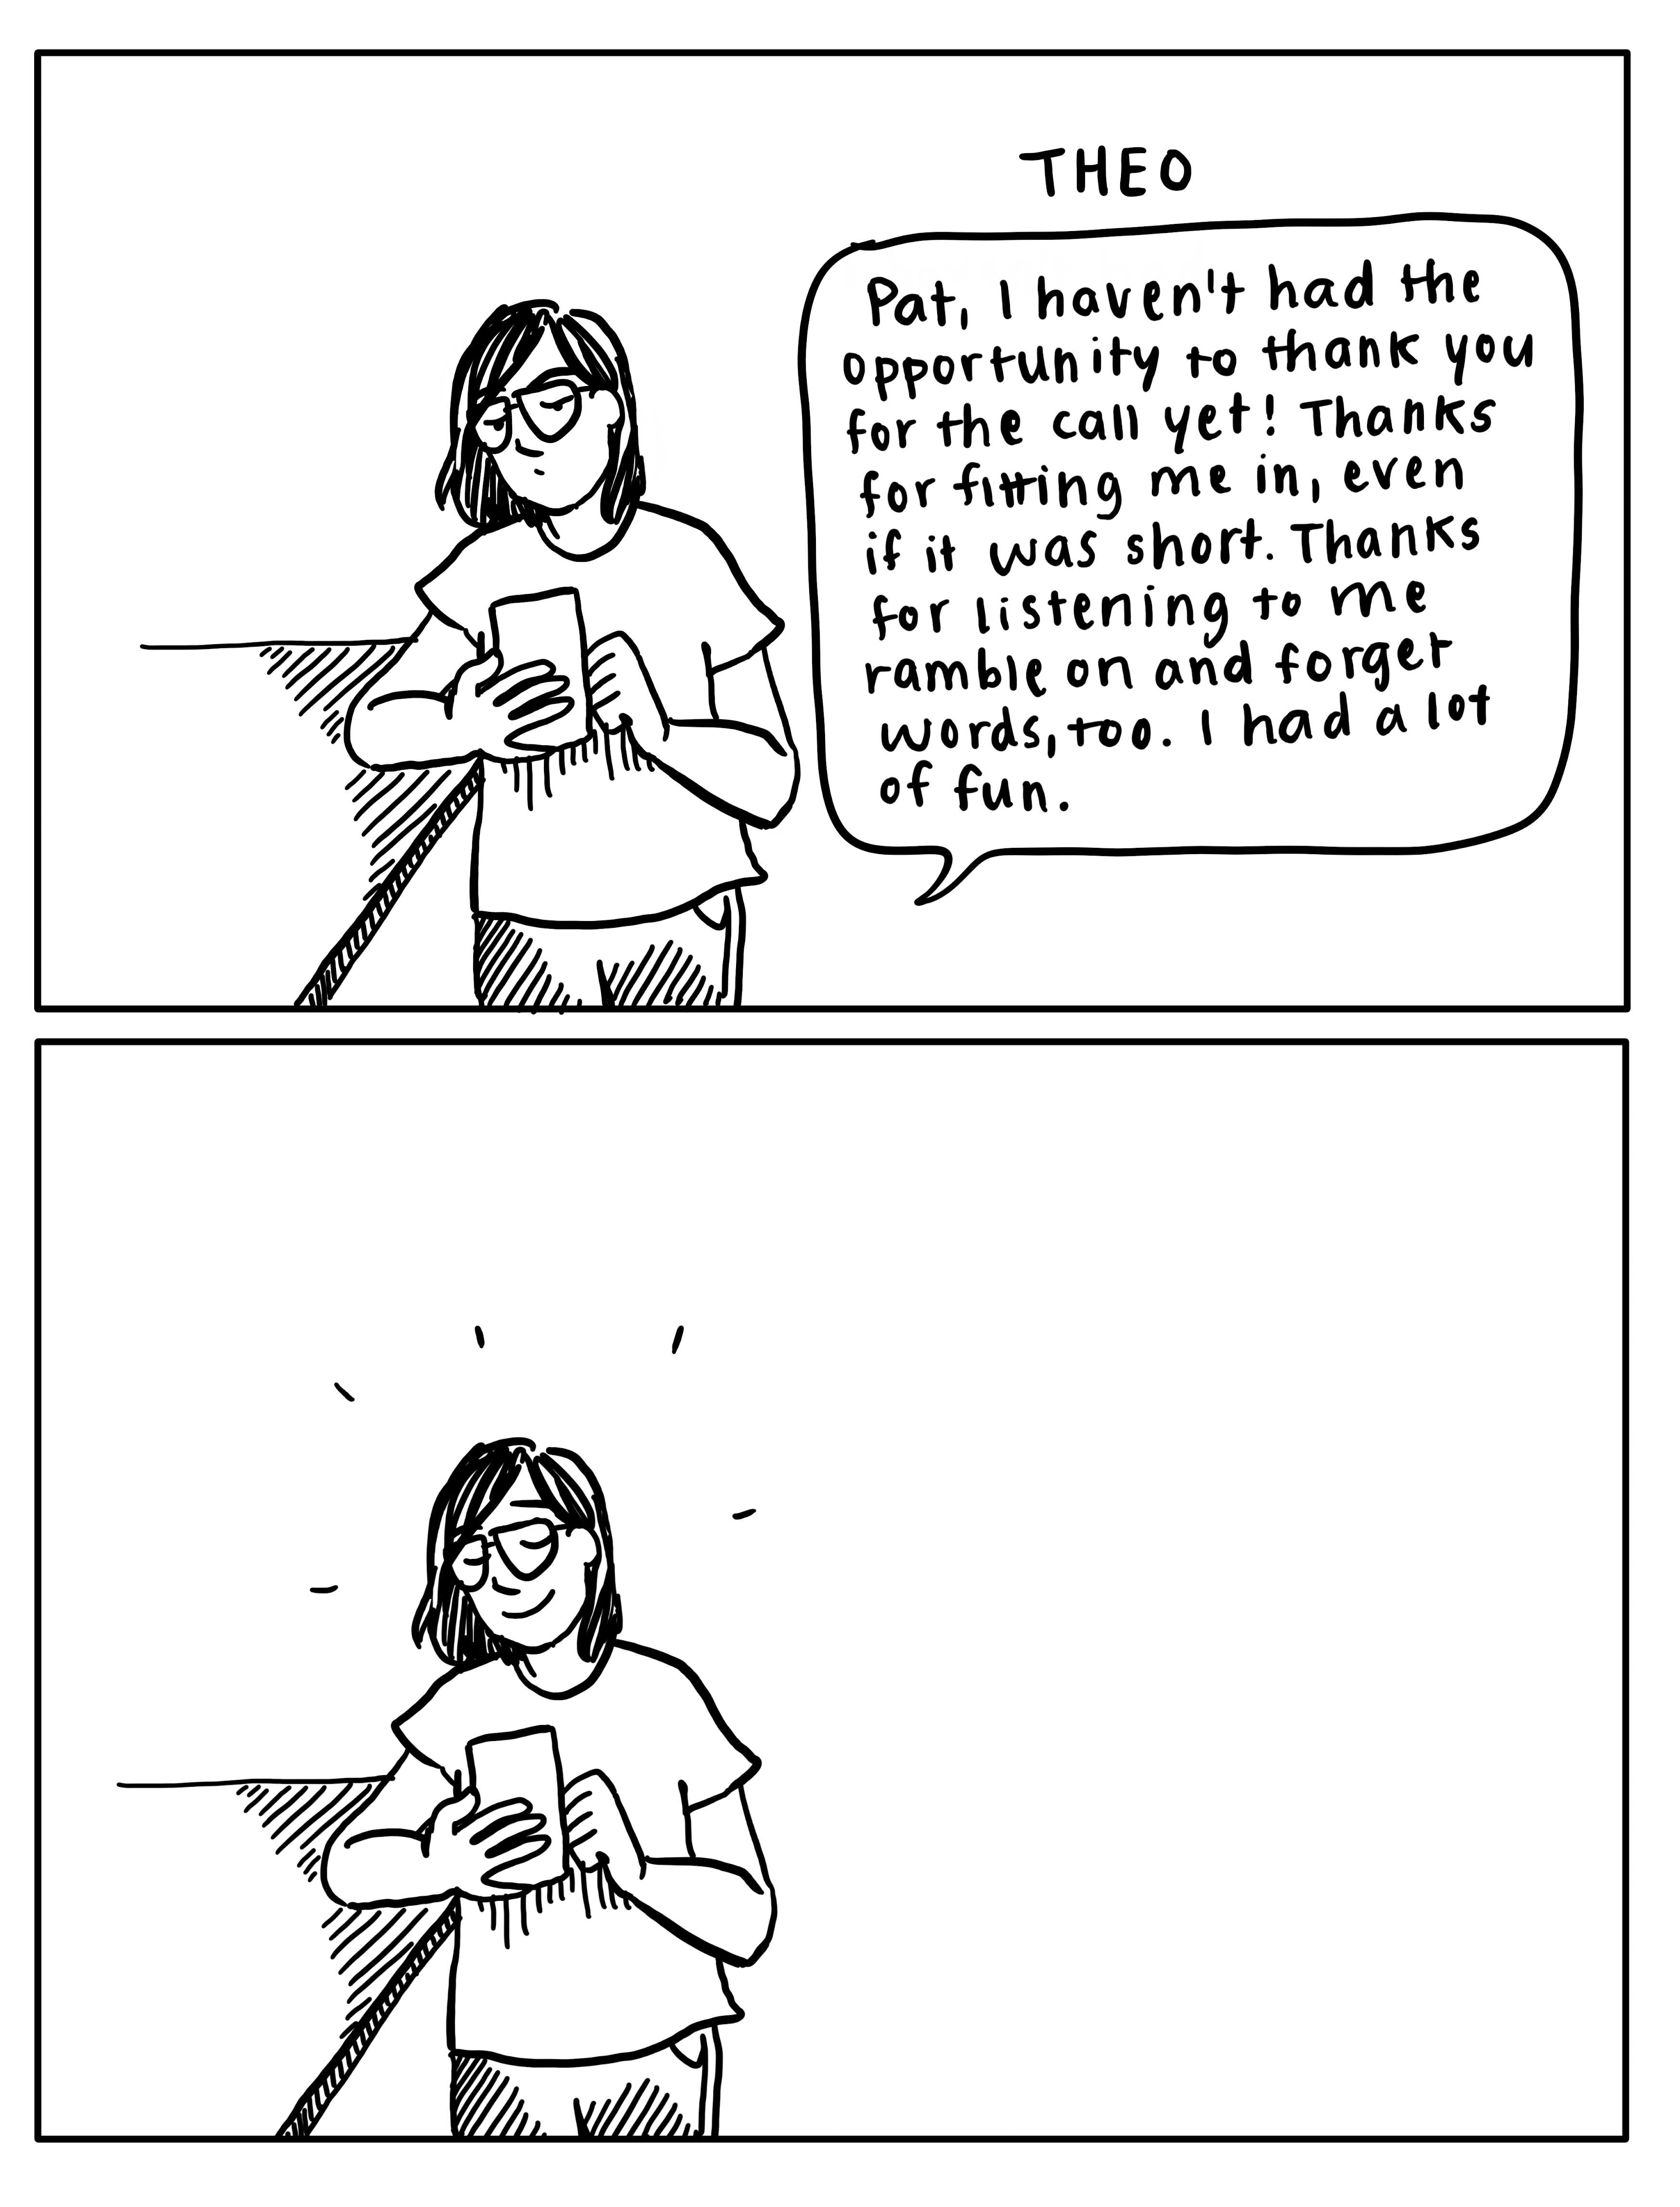 THEO
Pat, I haven't had the
opportunity to thank you
for the call yet! Thanks
for fitting me in, even
if it was short. Thanks
for listening to me
ramble on and forget
words, too. I had a lot
of fun.